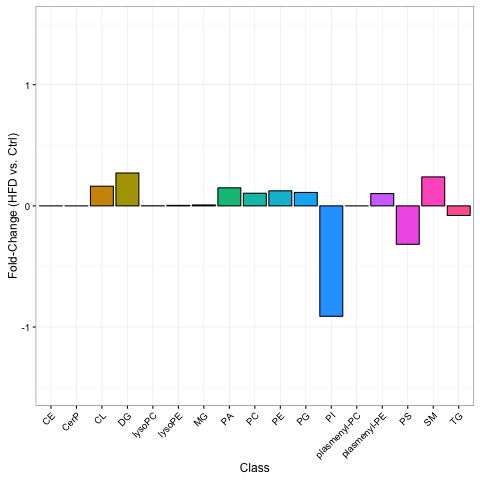 Fold-Change (HFD vs. Ctrl)
1
0
-1
CE
CerP
CL
DG
lysoPC
lysoPE
MG
PA
PC
PE
PG
PI
plasmenyl-PC
plasmenyl-PE
PS
SM
TG
Class